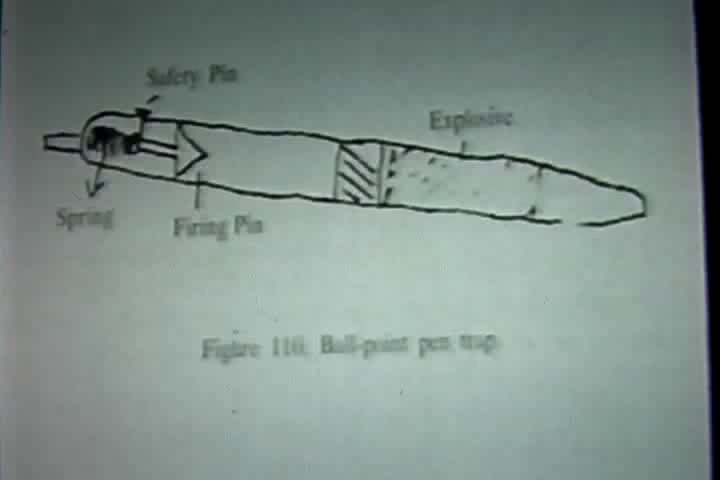 Safety Pin
Explosive
Spring
Firing Pin
Figure 110. Ball-point pen trap